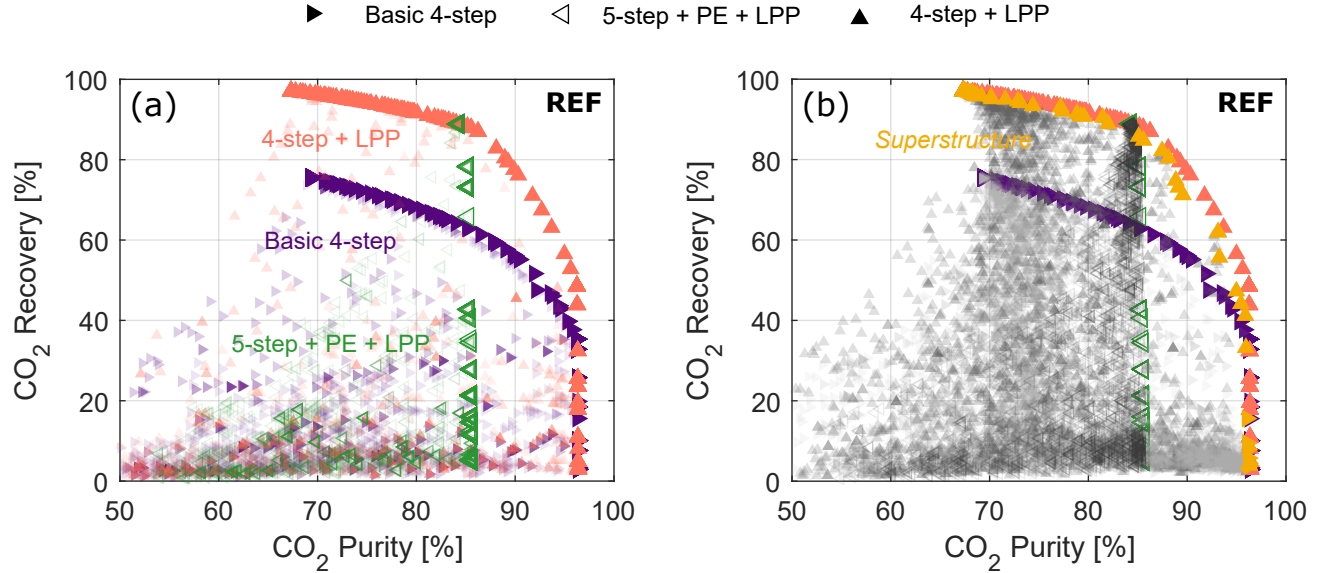 Basic 4-step 5-step + PE + LPP 4-step + LPP
(a) REF
4-step + LPP
Basic 4-step
5-step + PE + LPP
CO2 Recovery [%]
100
80
60
40
20
0
50 60 70 80 90 100
CO2 Purity [%]
(b) REF
Superstructure
CO2 Recovery [%]
100
80
60
40
20
0
50 60 70 80 90 100
CO2 Purity [%]